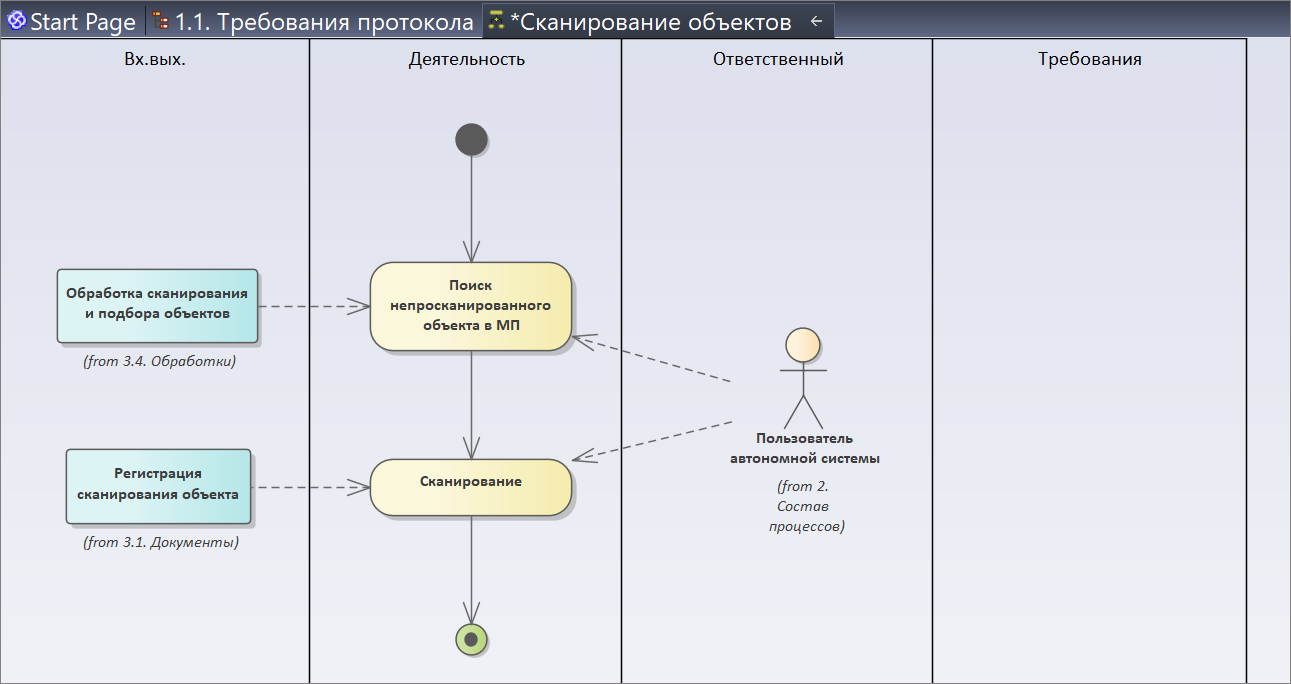 Start Page
1.1. Требования протокола
*Сканирование объектов
Вх.вых.
Деятельность
Ответственный
Требования
Обработка сканирования
и подбора объектов
(from 3.4. Обработки)
Поиск
непросканированного
объекта в МП
Пользователь
автономной системы
(from 2.
Состав
процессов)
Регистрация
сканирования объекта
(from 3.1. Документы)
Сканирование